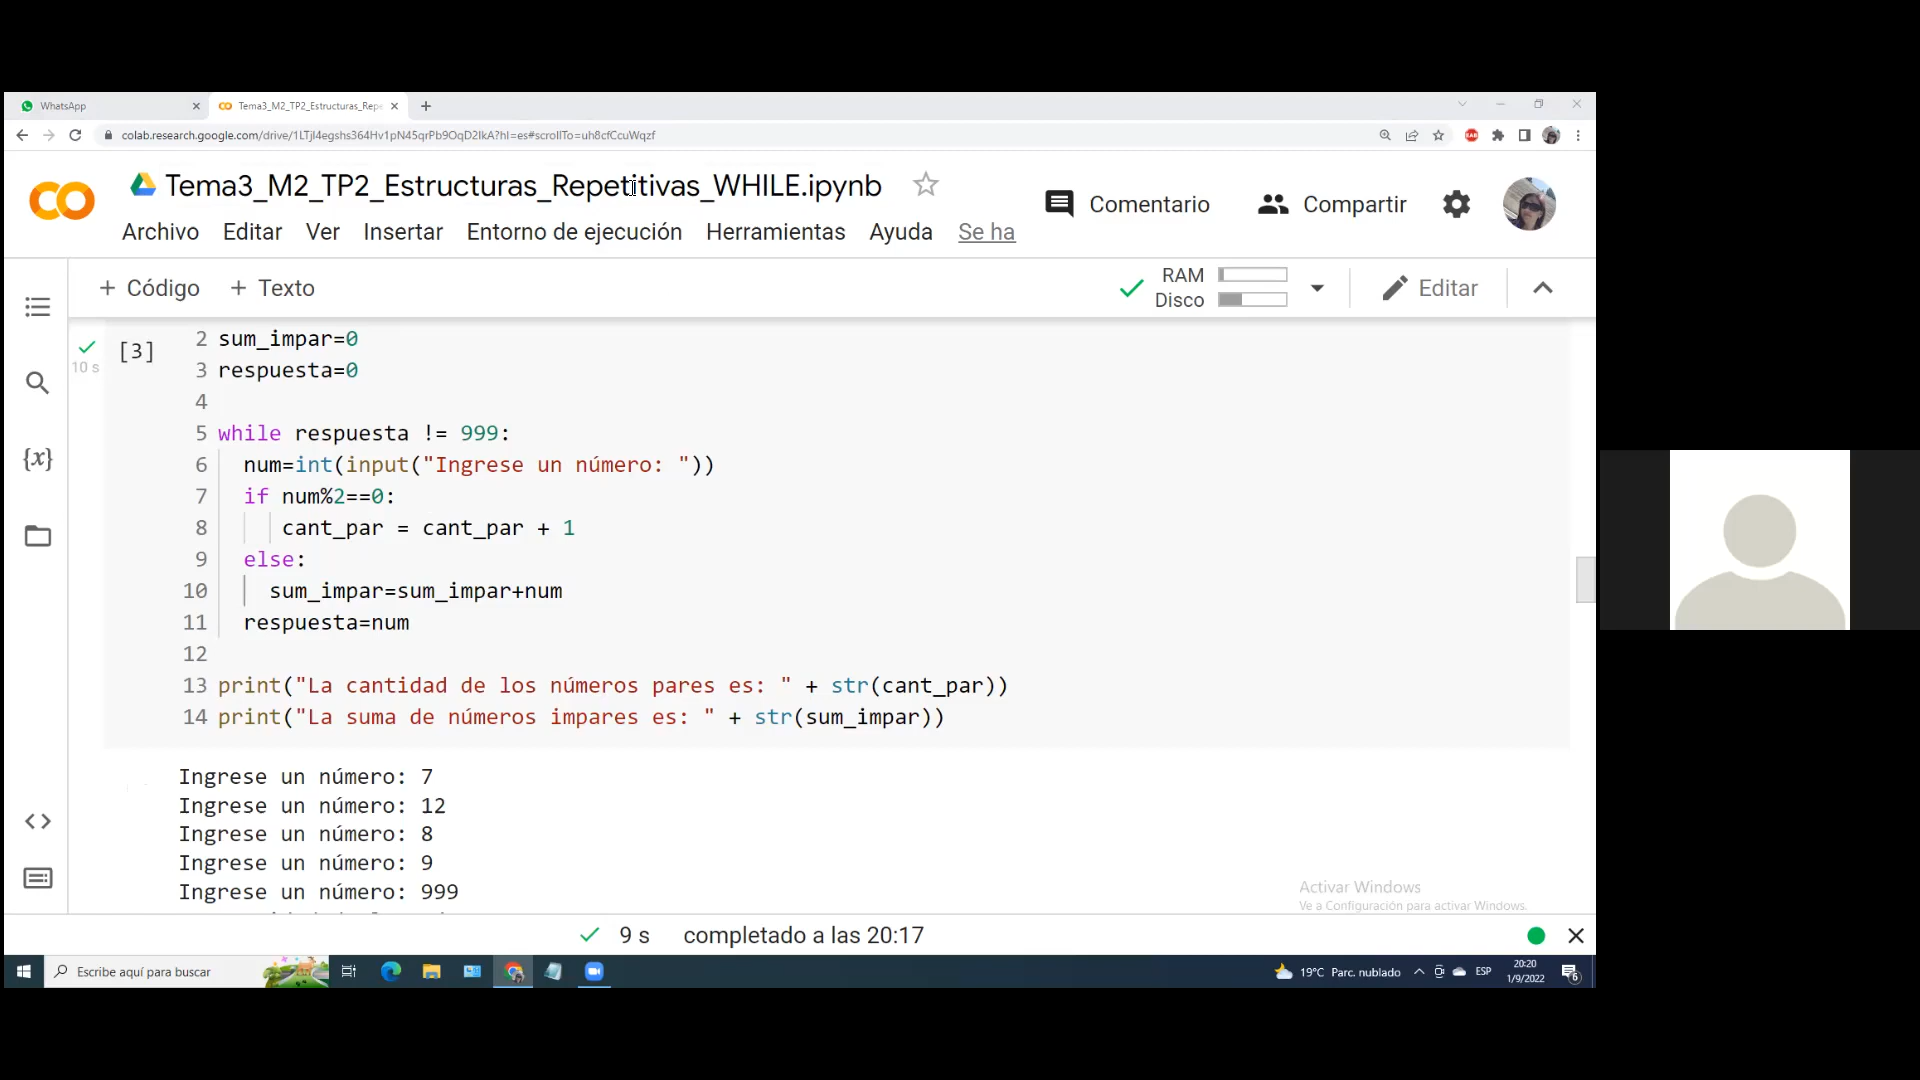 WhatsApp
Tema3_M2_TP2_Estructuras_Repe
colab.research.google.com/drive/1LTjI4egshs364Hv1pN45qrPb9OqD2IkA?hl=es#scrollTo=uh8cfCcuWqzf
Tema3_M2_TP2_Estructuras_Repetitivas_WHILE.ipynb
Comentario
Compartir
Archivo Editar Ver Insertar Entorno de ejecución Herramientas Ayuda Se ha
+ Código + Texto
RAM
Disco
Editar
[3]
10 s
2 sum_impar=0
3 respuesta=0
4
5 while respuesta != 999:
6 num=int(input("Ingrese un número: "))
7 if num%2==0:
8 cant_par = cant_par + 1
9 else:
10 sum_impar=sum_impar+num
11 respuesta=num
12
13 print("La cantidad de los números pares es: " + str(cant_par))
14 print("La suma de números impares es: " + str(sum_impar))
Ingrese un número: 7
Ingrese un número: 12
Ingrese un número: 8
Ingrese un número: 9
Ingrese un número: 999
Activar Windows
Ve a Configuración para activar Windows.
9 s completado a las 20:17
Escribe aquí para buscar
19°C Parc. nublado
ESP
20:20
1/9/2022
6